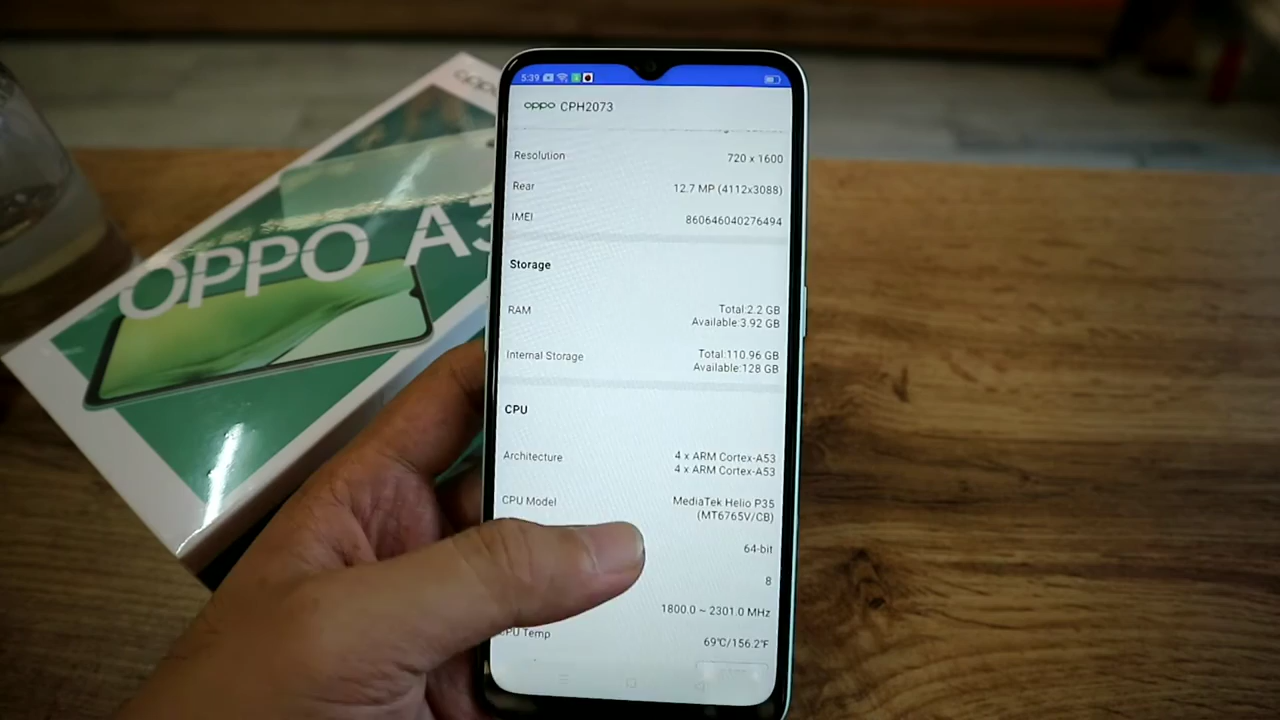 5:39
oppo CPH2073
Resolution 720 x 1600
Rear 12.7 MP (4112x3088)
IMEI 860646040276494
Storage
RAM Total:2.2 GB
Available:3.92 GB
Internal Storage Total:110.96 GB
Available:128 GB
CPU
Architecture 4 x ARM Cortex-A53
4 x ARM Cortex-A53
CPU Model MediaTek Helio P35
(MT6765V/CB)
64-bit
8
1800.0 ~ 2301.0 MHz
CPU Temp 69℃/156.2°F
oppo
OPPO A3